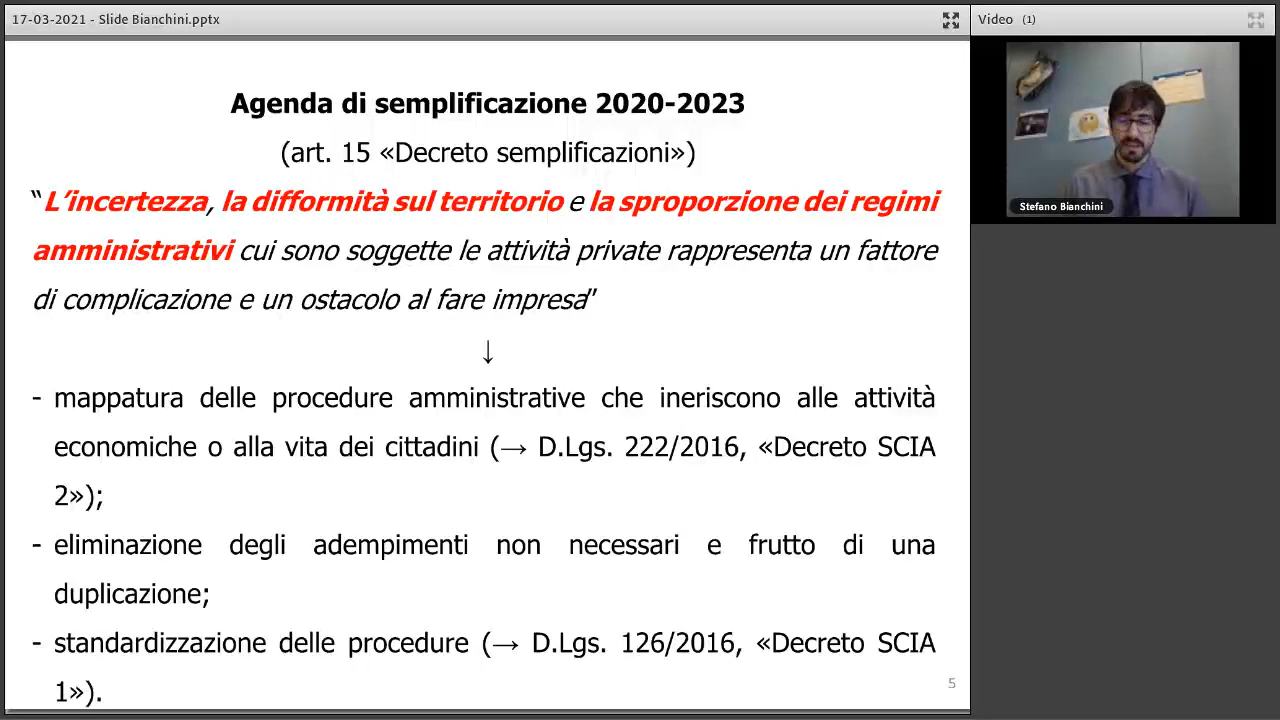 17-03-2021 - Slide Bianchini.pptx
Video (1)
Agenda di semplificazione 2020-2023
(art. 15 «Decreto semplificazioni»)
“L’incertezza, la difformità sul territorio e la sproporzione dei regimi
amministrativi cui sono soggette le attività private rappresenta un fattore
di complicazione e un ostacolo al fare impresa”
↓
- mappatura delle procedure amministrative che ineriscono alle attività
economiche o alla vita dei cittadini (→ D.Lgs. 222/2016, «Decreto SCIA
2»);
- eliminazione degli adempimenti non necessari e frutto di una
duplicazione;
- standardizzazione delle procedure (→ D.Lgs. 126/2016, «Decreto SCIA
1»).
5
Stefano Bianchini